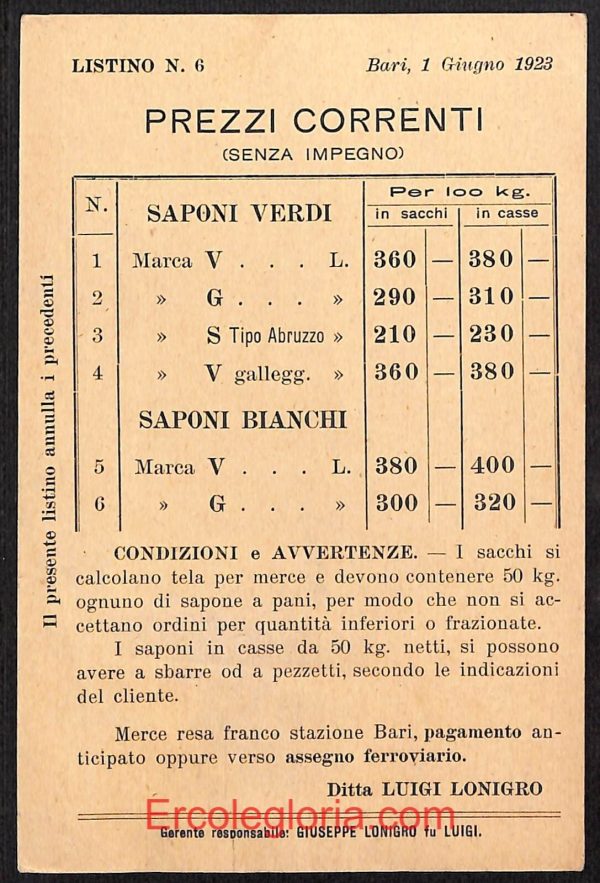 LISTINO N. 6 Bari, 1 Giugno 1923
PREZZI CORRENTI
(SENZA IMPEGNO)
N. SAPONI VERDI Per 100 kg.
in sacchi in casse
1 Marca V . . . L. 360 — 380 —
2 » G . . . » 290 — 310 —
3 » S Tipo Abruzzo » 210 — 230 —
4 » V gallegg. » 360 — 380 —
SAPONI BIANCHI
5 Marca V . . . L. 380 — 400 —
6 » G . . . » 300 — 320 —
Il presente listino annulla i precedenti
CONDIZIONI e AVVERTENZE. — I sacchi si
calcolano tela per merce e devono contenere 50 kg.
ognuno di sapone a pani, per modo che non si ac-
cettano ordini per quantità inferiori o frazionate.
I saponi in casse da 50 kg. netti, si possono
avere a sbarre od a pezzetti, secondo le indicazioni
del cliente.
Merce resa franco stazione Bari, pagamento an-
ticipato oppure verso assegno ferroviario.
Ditta LUIGI LONIGRO
Ercolegloria.com
Gerente responsabile: GIUSEPPE LONIGRO fu LUIGI.